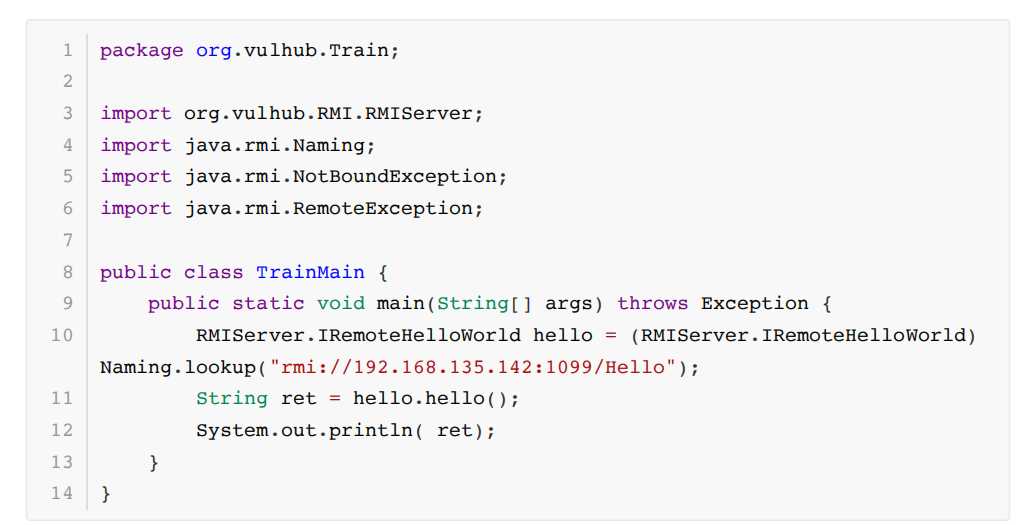 1 package org.vulhub.Train;
2
3 import org.vulhub.RMI.RMIServer;
4 import java.rmi.Naming;
5 import java.rmi.NotBoundException;
6 import java.rmi.RemoteException;
7
8 public class TrainMain {
9     public static void main(String[] args) throws Exception {
10         RMIServer.IRemoteHelloWorld hello = (RMIServer.IRemoteHelloWorld)
Naming.lookup("rmi://192.168.135.142:1099/Hello");
11         String ret = hello.hello();
12         System.out.println( ret);
13     }
14 }